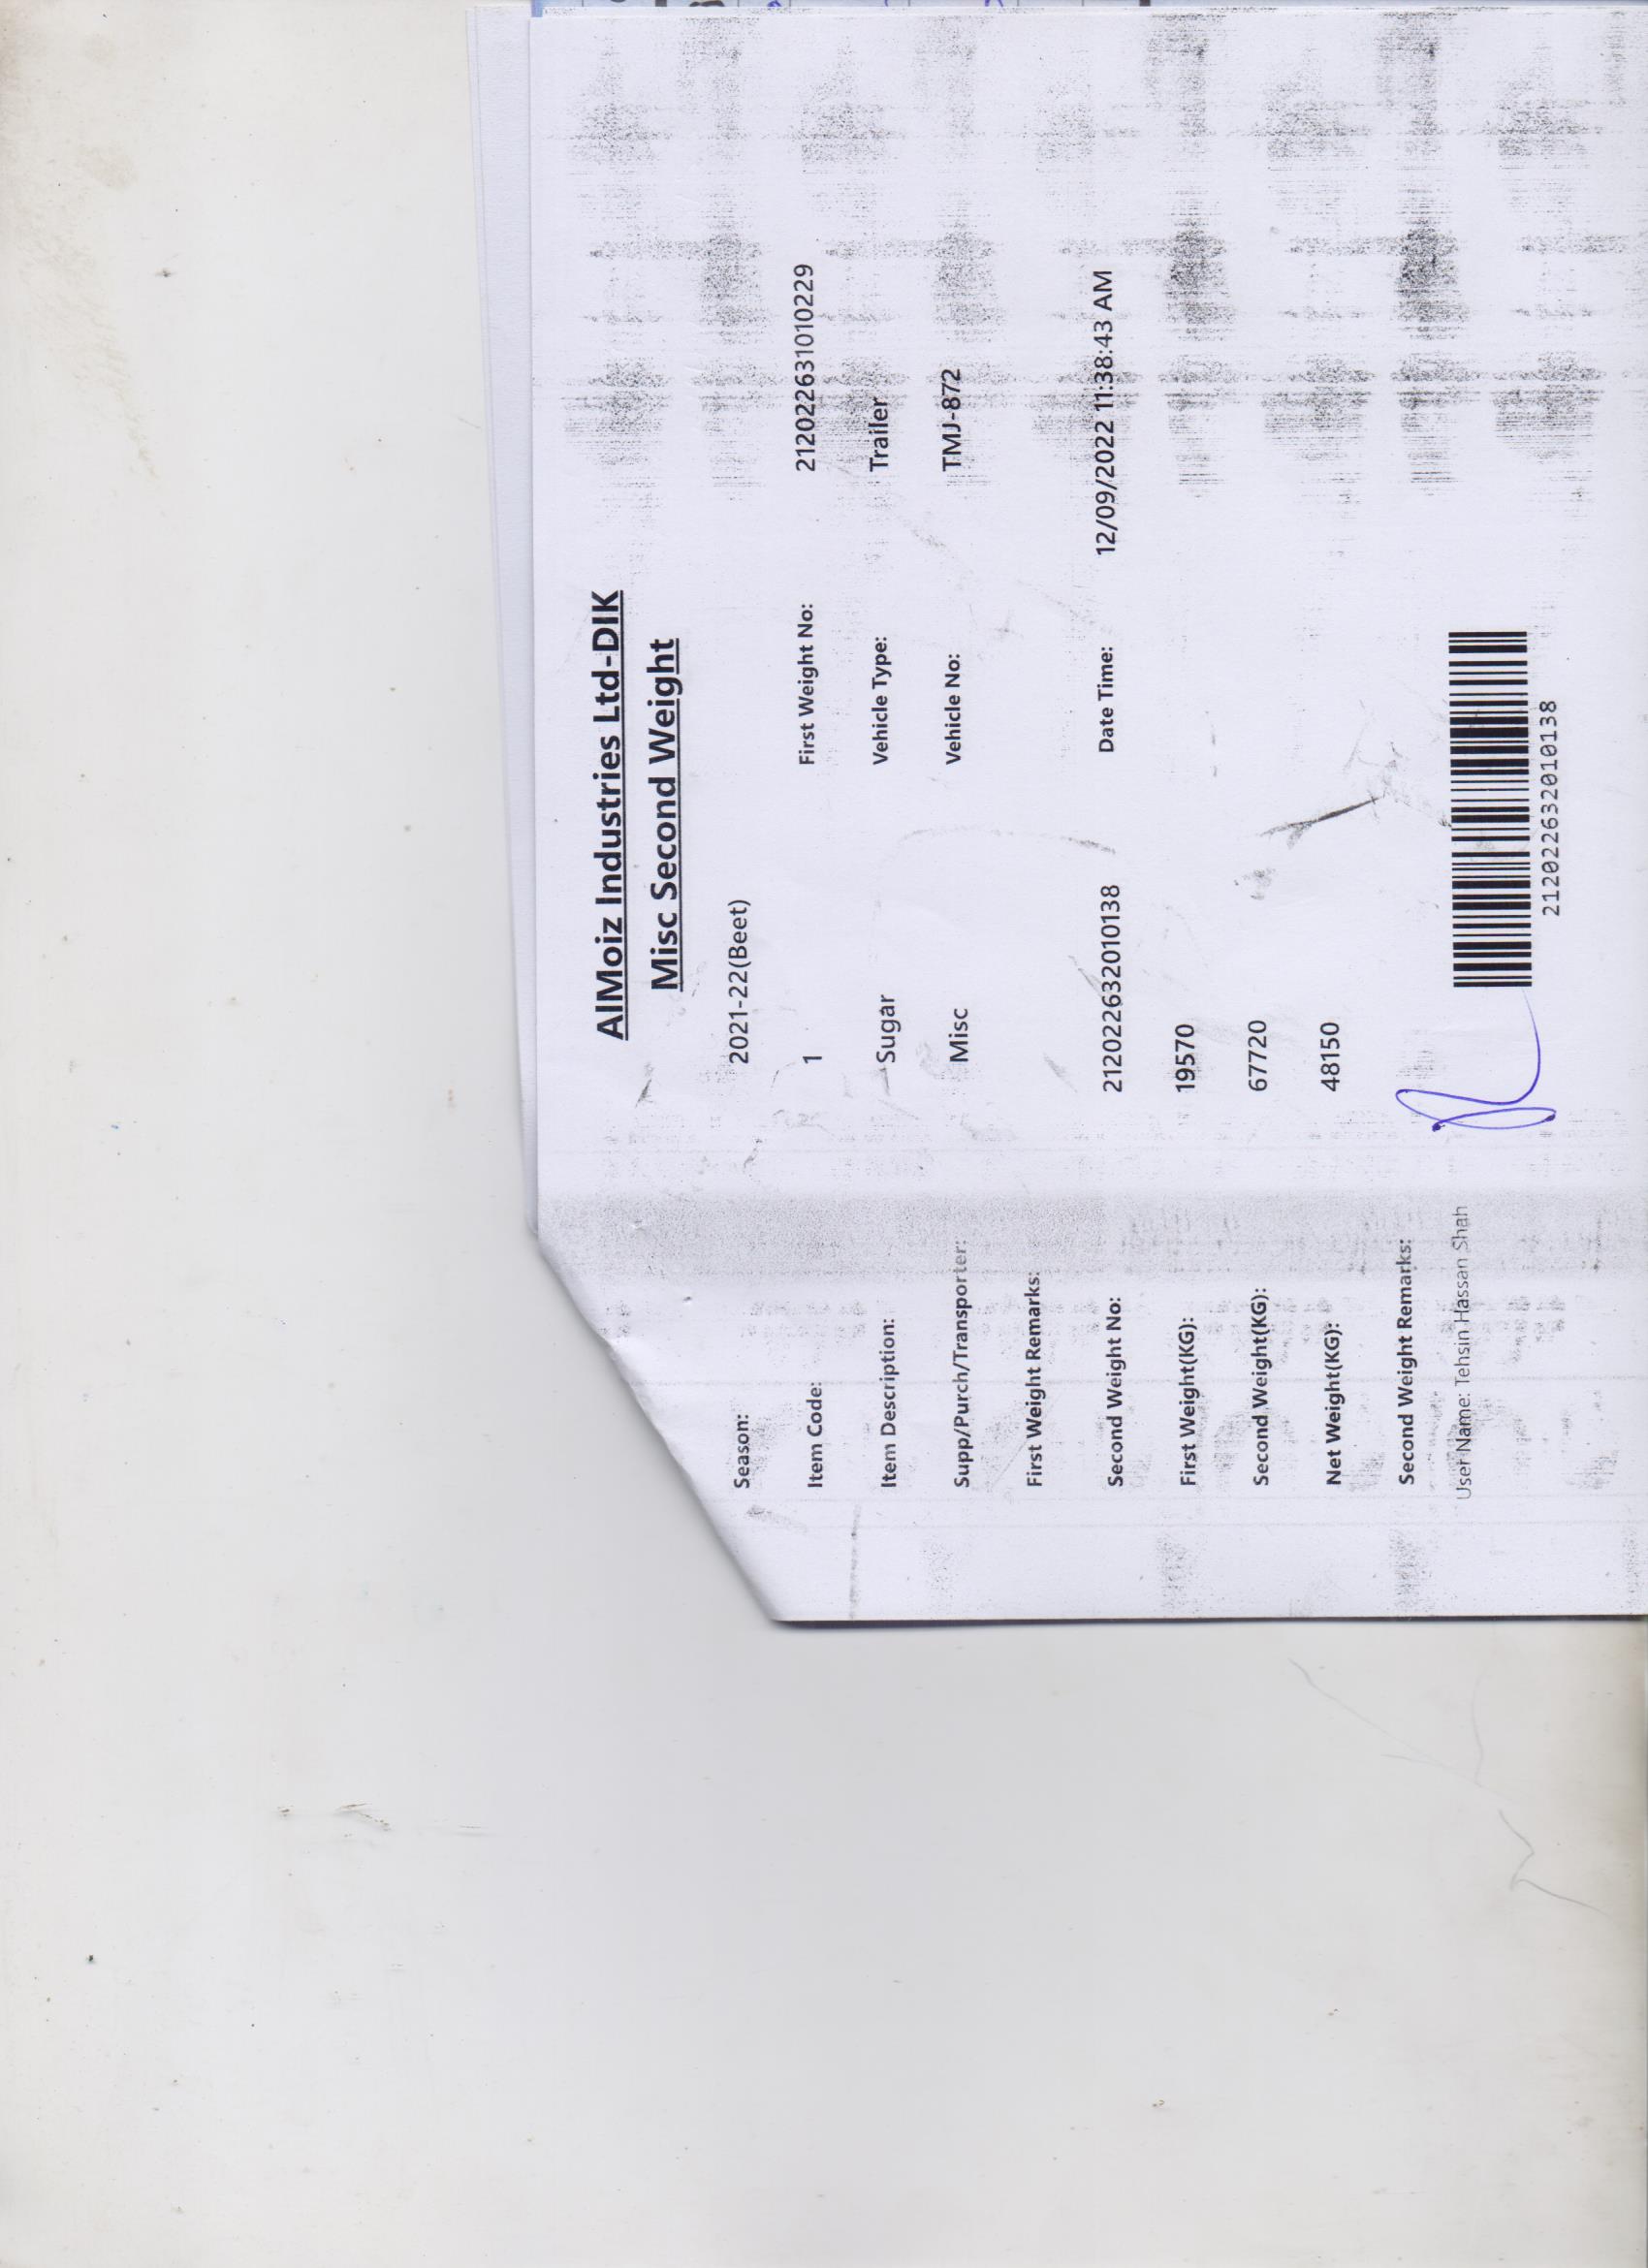 AlMoiz Industries Ltd-DIK
Misc Second Weight
Season: 2021-22(Beet)
Item Code: 1 First Weight No: 212022631010229
Item Description: Sugar Vehicle Type: Trailer
Supp/Purch/Transporter: Misc Vehicle No: TMJ-872
First Weight Remarks:
Second Weight No: 212022632010138 Date Time: 12/09/2022 11:38:43 AM
First Weight(KG): 19570
Second Weight(KG): 67720
Net Weight(KG): 48150
Second Weight Remarks:
User Name: Tehsin Hassan Shah
212022632010138